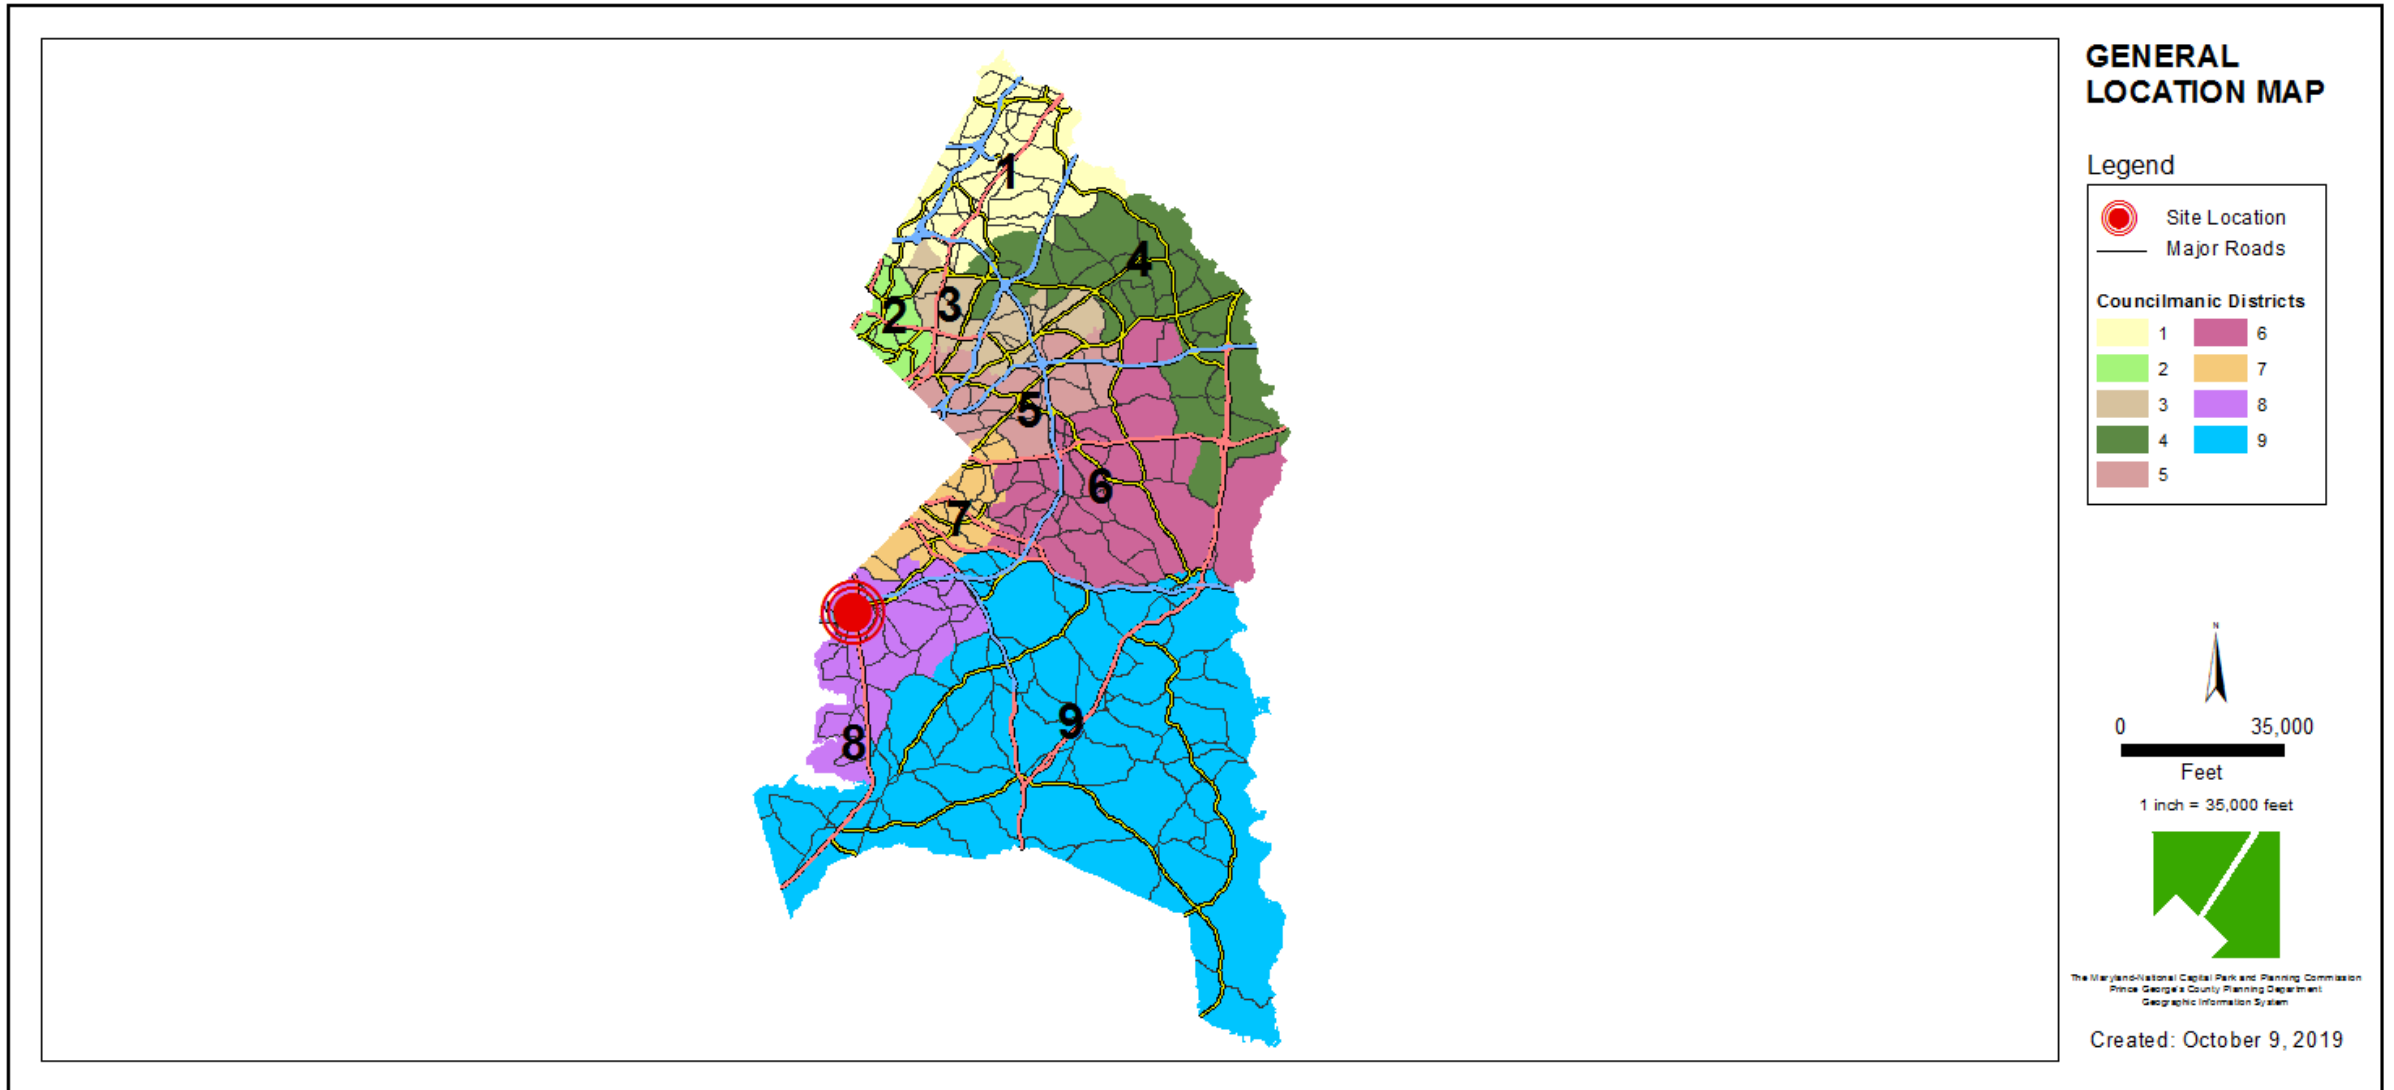 GENERAL
LOCATION MAP
Legend
Site Location
Major Roads
Councilmanic Districts
1 6
2 7
3 8
4 9
5
1
4
3
2
5
6
7
9
8
N
0 35,000
Feet
1 inch = 35,000 feet
The Maryland-National Capital Park and Planning Commission
Prince George's County Planning Department
Geographic Information System
Created: October 9, 2019